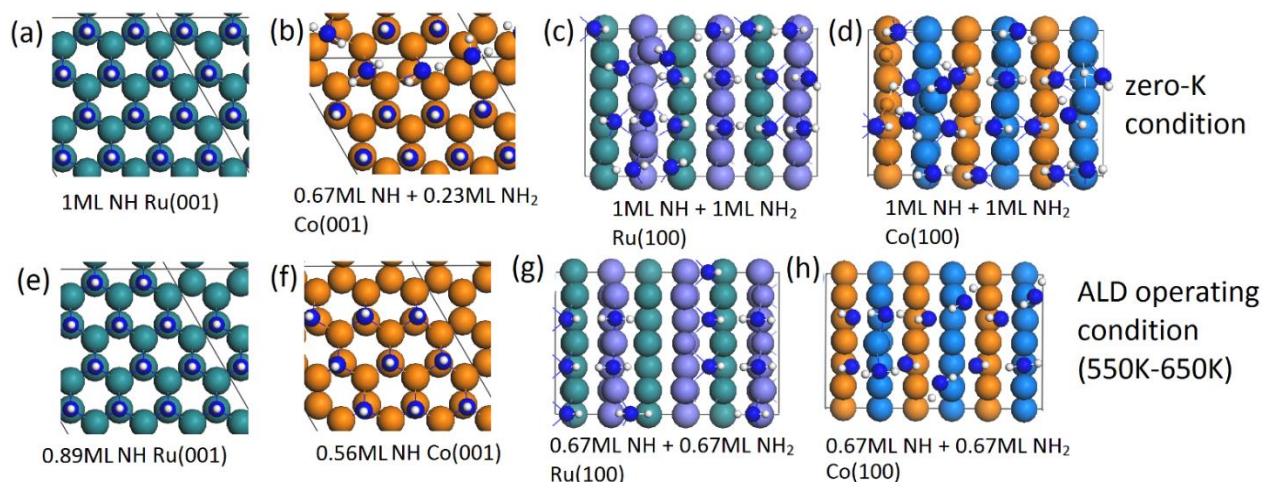 (a)
1ML NH Ru(001)
(b)
0.67ML NH + 0.23ML NH₂
Co(001)
(c)
1ML NH + 1ML NH₂
Ru(100)
(d)
1ML NH + 1ML NH₂
Co(100)
zero-K
condition
(e)
0.89ML NH Ru(001)
(f)
0.56ML NH Co(001)
(g)
0.67ML NH + 0.67ML NH₂
Ru(100)
(h)
0.67ML NH + 0.67ML NH₂
Co(100)
ALD operating
condition
(550K-650K)